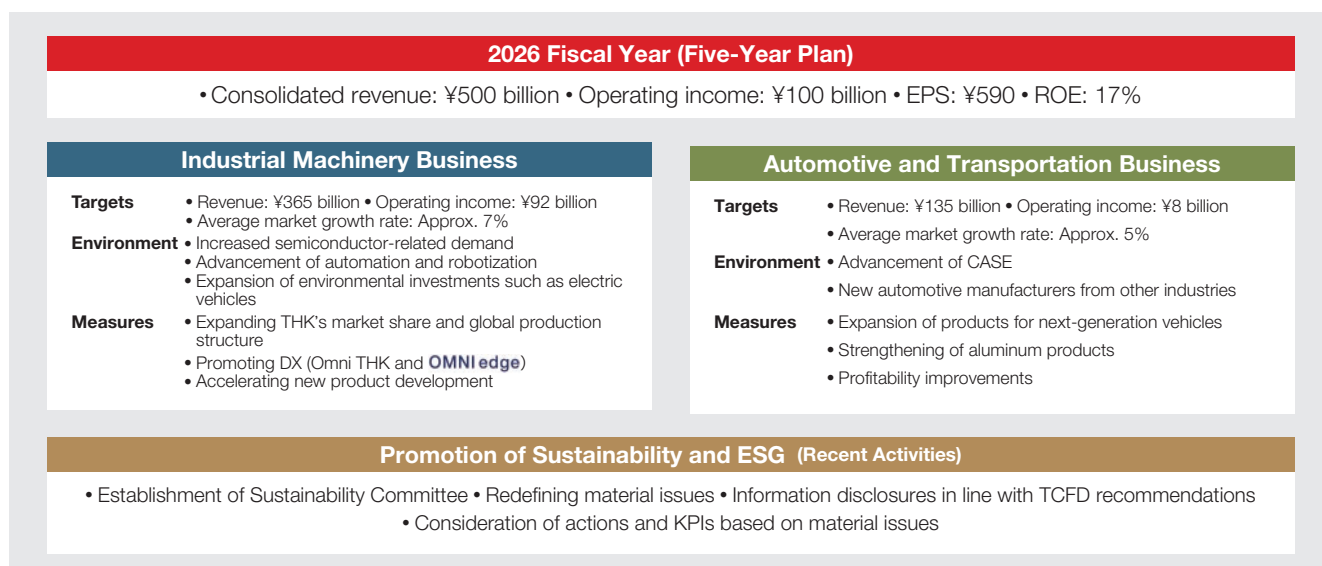 2026 Fiscal Year (Five-Year Plan)
• Consolidated revenue: ¥500 billion • Operating income: ¥100 billion • EPS: ¥590 • ROE: 17%
Industrial Machinery Business
Targets • Revenue: ¥365 billion • Operating income: ¥92 billion
• Average market growth rate: Approx. 7%
Environment • Increased semiconductor-related demand
• Advancement of automation and robotization
• Expansion of environmental investments such as electric
vehicles
Measures • Expanding THK's market share and global production
structure
• Promoting DX (Omni THK and OMNI edge)
• Accelerating new product development
Automotive and Transportation Business
Targets • Revenue: ¥135 billion • Operating income: ¥8 billion
• Average market growth rate: Approx. 5%
Environment • Advancement of CASE
• New automotive manufacturers from other industries
Measures • Expansion of products for next-generation vehicles
• Strengthening of aluminum products
• Profitability improvements
Promotion of Sustainability and ESG (Recent Activities)
• Establishment of Sustainability Committee • Redefining material issues • Information disclosures in line with TCFD recommendations
• Consideration of actions and KPIs based on material issues